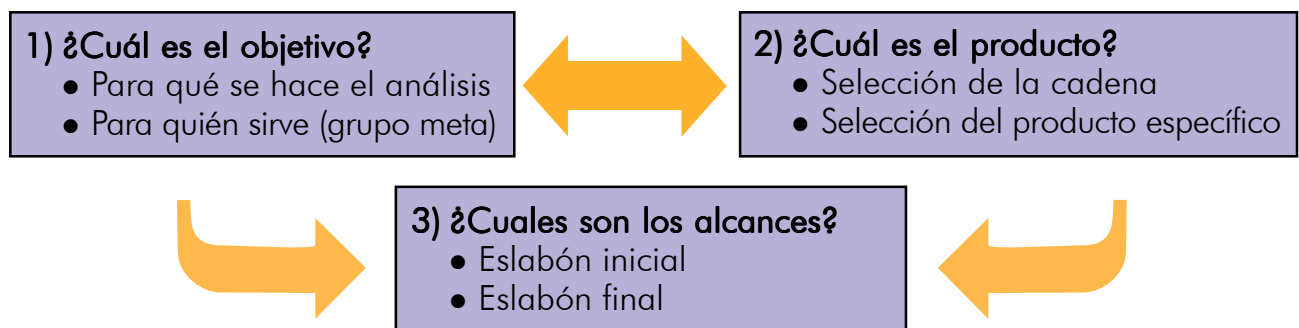 1) ¿Cuál es el objetivo?
● Para qué se hace el análisis
● Para quién sirve (grupo meta)
2) ¿Cuál es el producto?
● Selección de la cadena
● Selección del producto específico
3) ¿Cuales son los alcances?
● Eslabón inicial
● Eslabón final